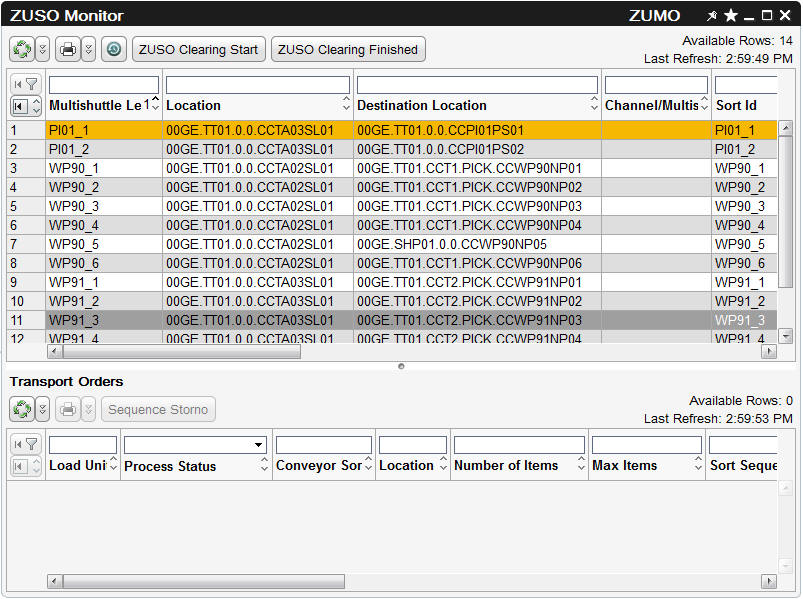 ZUSO Monitor ZUMO
ZUSO Clearing Start ZUSO Clearing Finished Available Rows: 14
Last Refresh: 2:59:49 PM
Multishuttle Le 1 Location Destination Location Channel/Multis Sort Id
1 PI01_1 00GE.TT01.0.0.CCTA03SL01 00GE.TT01.0.0.CCPI01PS01 PI01_1
2 PI01_2 00GE.TT01.0.0.CCTA03SL01 00GE.TT01.0.0.CCPI01PS02 PI01_2
3 WP90_1 00GE.TT01.0.0.CCTA02SL01 00GE.TT01.CCT1.PICK.CCWP90NP01 WP90_1
4 WP90_2 00GE.TT01.0.0.CCTA02SL01 00GE.TT01.CCT1.PICK.CCWP90NP02 WP90_2
5 WP90_3 00GE.TT01.0.0.CCTA02SL01 00GE.TT01.CCT1.PICK.CCWP90NP03 WP90_3
6 WP90_4 00GE.TT01.0.0.CCTA02SL01 00GE.TT01.CCT1.PICK.CCWP90NP04 WP90_4
7 WP90_5 00GE.TT01.0.0.CCTA02SL01 00GE.SHP01.0.0.CCWP90NP05 WP90_5
8 WP90_6 00GE.TT01.0.0.CCTA02SL01 00GE.TT01.CCT1.PICK.CCWP90NP06 WP90_6
9 WP91_1 00GE.TT01.0.0.CCTA03SL01 00GE.TT01.CCT2.PICK.CCWP91NP01 WP91_1
10 WP91_2 00GE.TT01.0.0.CCTA03SL01 00GE.TT01.CCT2.PICK.CCWP91NP02 WP91_2
11 WP91_3 00GE.TT01.0.0.CCTA03SL01 00GE.TT01.CCT2.PICK.CCWP91NP03 WP91_3
12 WP91_4 00GE.TT01.0.0.CCTA03SL01 00GE.TT01.CCT2.PICK.CCWP91NP04 WP91_4
Transport Orders
Sequence Storno Available Rows: 0
Last Refresh: 2:59:53 PM
Load Uni Process Status Conveyor Sor Location Number of Items Max Items Sort Seque